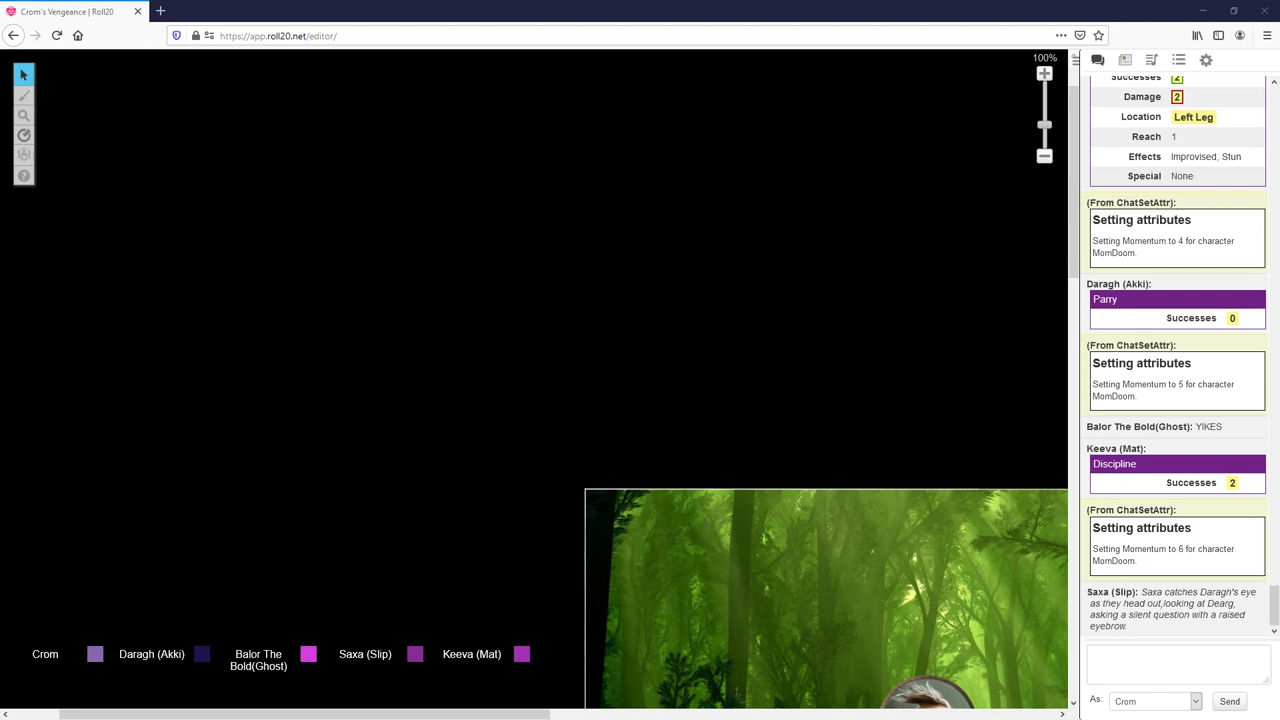 Crom's Vengeance | Roll20
https://app.roll20.net/editor/
100%
Successes 2
Damage 2
Location Left Leg
Reach 1
Effects Improvised, Stun
Special None
(From ChatSetAttr):
Setting attributes
Setting Momentum to 4 for character
MomDoom.
Daragh (Akki):
Parry
Successes 0
(From ChatSetAttr):
Setting attributes
Setting Momentum to 5 for character
MomDoom.
Balor The Bold(Ghost): YIKES
Keeva (Mat):
Discipline
Successes 2
(From ChatSetAttr):
Setting attributes
Setting Momentum to 6 for character
MomDoom.
Saxa (Slip): Saxa catches Daragh's eye
as they head out,looking at Dearg,
asking a silent question with a raised
eyebrow.
Crom
Daragh (Akki)
Balor The
Bold(Ghost)
Saxa (Slip)
Keeva (Mat)
As: Crom Send